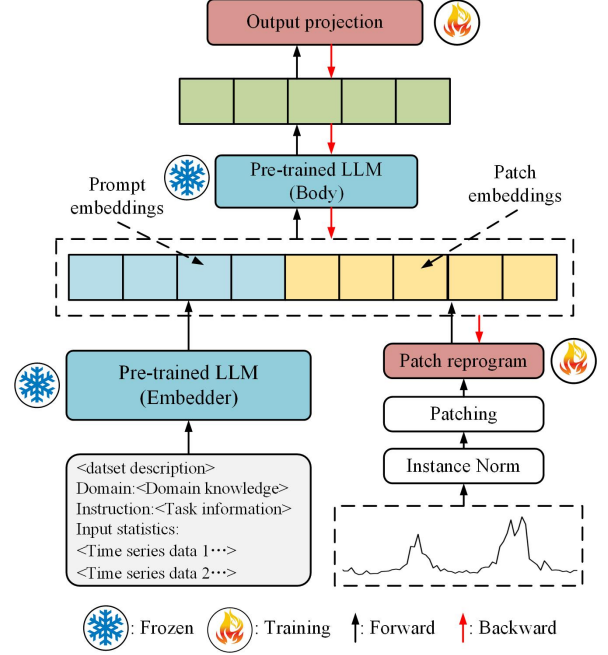 Output projection
Pre-trained LLM
(Body)
Prompt
embeddings
Patch
embeddings
Pre-trained LLM
(Embedder)
Patch reprogram
Patching
Instance Norm
<datset description>
Domain:<Domain knowledge>
Instruction:<Task information>
Input statistics:
<Time series data 1···>
<Time series data 2···>
: Frozen
: Training
: Forward
: Backward